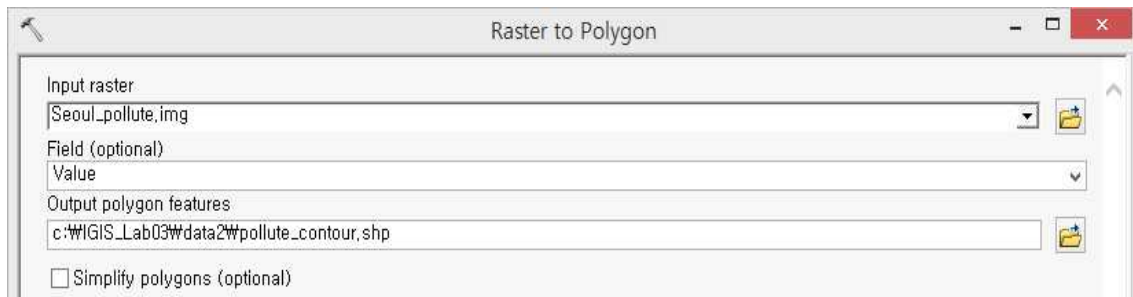 Raster to Polygon
Input raster
Seoul_pollute.img
Field (optional)
Value
Output polygon features
c:₩IGIS_Lab03₩data2₩pollute_contour.shp
Simplify polygons (optional)